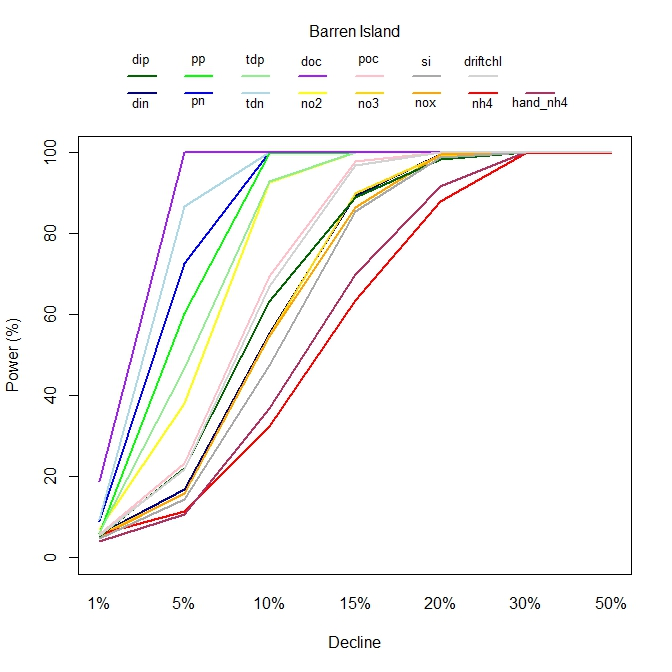 Barren Island
dip pp tdp doc poc si driftchl
din pn tdn no2 no3 nox nh4 hand_nh4
100
80
60
40
20
0
Power (%)
1% 5% 10% 15% 20% 30% 50%
Decline